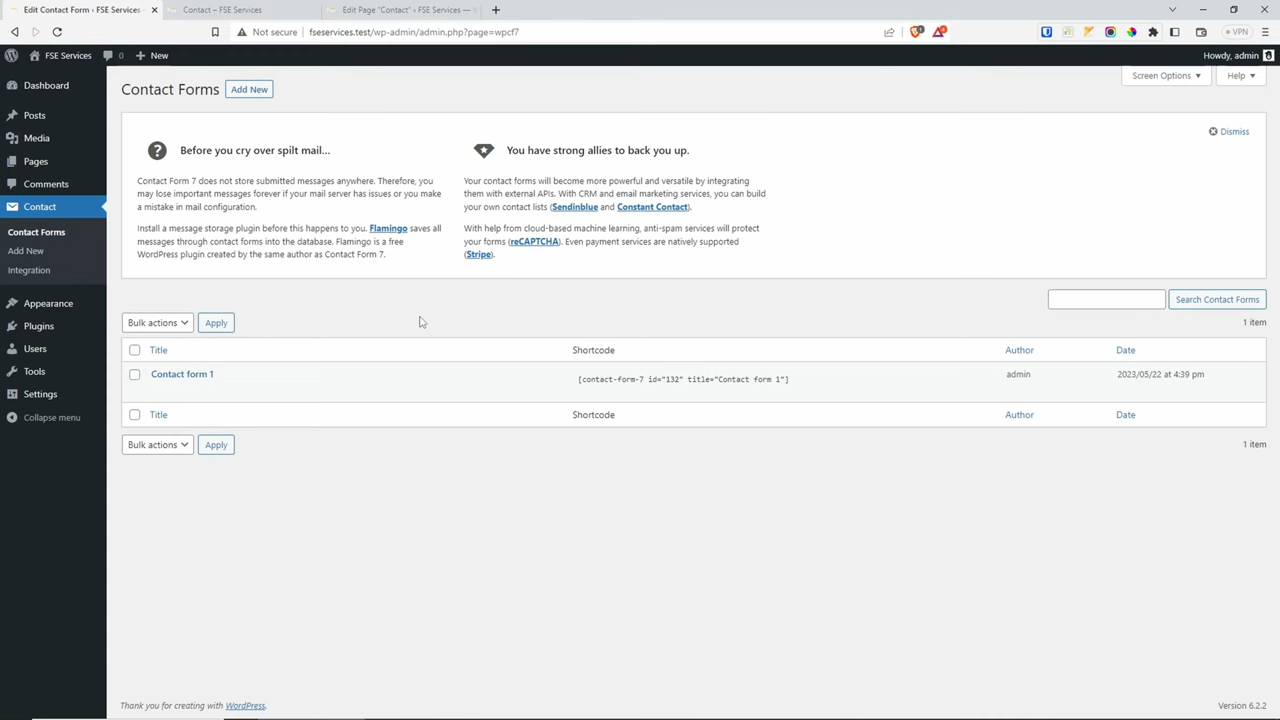 Edit Contact Form ‹ FSE Services
Contact – FSE Services
Edit Page "Contact" ‹ FSE Services —
Not secure
fseservices.test/wp-admin/admin.php?page=wpcf7
VPN
FSE Services
0
New
Howdy, admin
Dashboard
Posts
Media
Pages
Comments
Contact
Contact Forms
Add New
Integration
Appearance
Plugins
Users
Tools
Settings
Collapse menu
Screen Options
Help
Contact Forms
Add New
Dismiss
Before you cry over spilt mail...
Contact Form 7 does not store submitted messages anywhere. Therefore, you
may lose important messages forever if your mail server has issues or you make
a mistake in mail configuration.
Install a message storage plugin before this happens to you. Flamingo saves all
messages through contact forms into the database. Flamingo is a free
WordPress plugin created by the same author as Contact Form 7.
You have strong allies to back you up.
Your contact forms will become more powerful and versatile by integrating
them with external APIs. With CRM and email marketing services, you can build
your own contact lists (Sendinblue and Constant Contact).
With help from cloud-based machine learning, anti-spam services will protect
your forms (reCAPTCHA). Even payment services are natively supported
(Stripe).
Search Contact Forms
Bulk actions
Apply
1 item
Title
Shortcode
Author
Date
Contact form 1
[contact-form-7 id="132" title="Contact form 1"]
admin
2023/05/22 at 4:39 pm
Title
Shortcode
Author
Date
Bulk actions
Apply
1 item
Thank you for creating with WordPress.
Version 6.2.2